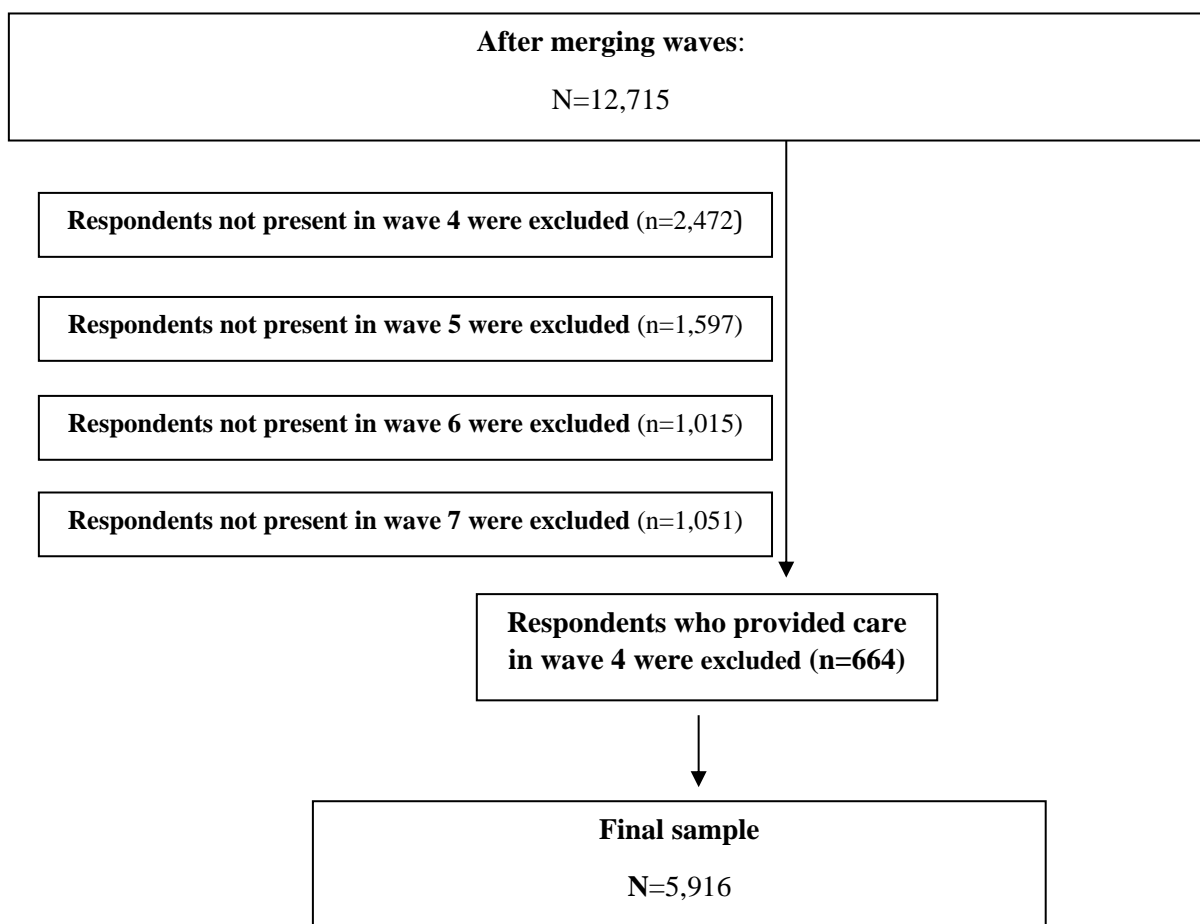 After merging waves:
N=12,715
Respondents not present in wave 4 were excluded (n=2,472)
Respondents not present in wave 5 were excluded (n=1,597)
Respondents not present in wave 6 were excluded (n=1,015)
Respondents not present in wave 7 were excluded (n=1,051)
Respondents who provided care
in wave 4 were excluded (n=664)
Final sample
N=5,916